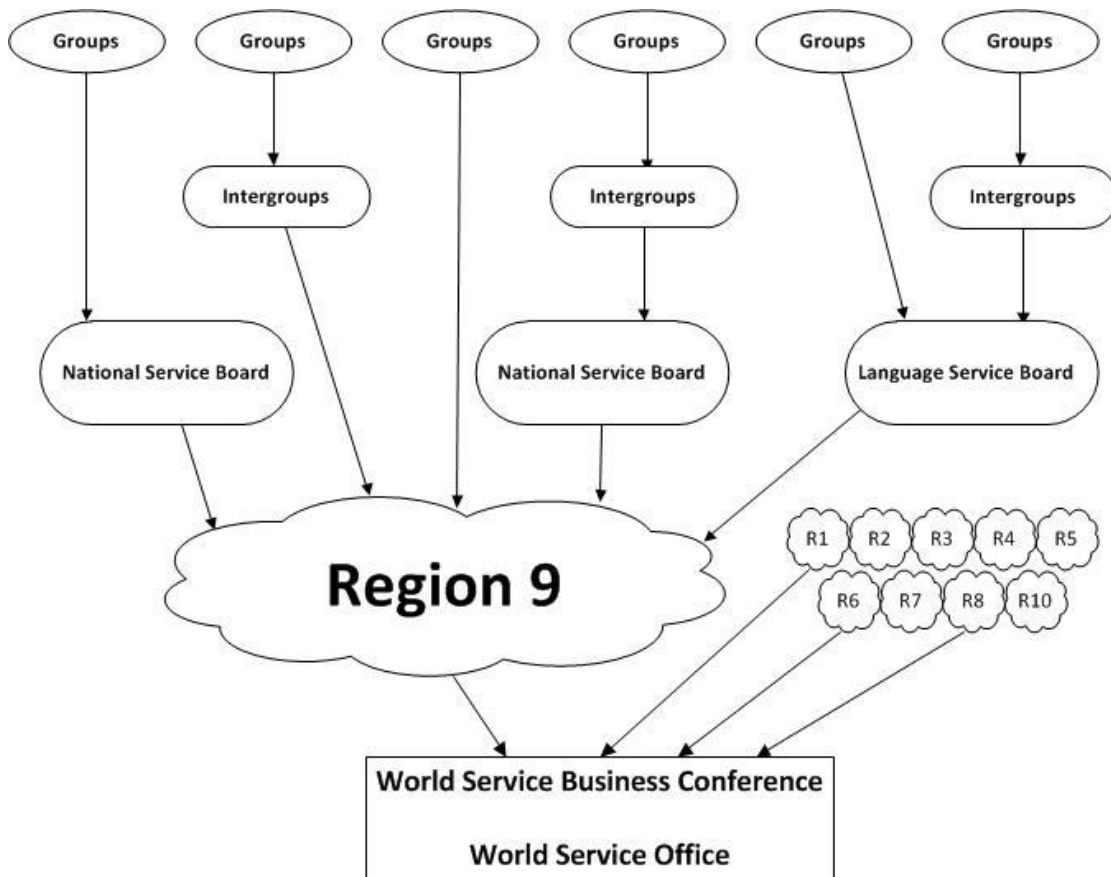 Groups
Groups
Groups
Groups
Groups
Groups
Intergroups
Intergroups
Intergroups
National Service Board
National Service Board
Language Service Board
Region 9
R1
R2
R3
R4
R5
R6
R7
R8
R10
World Service Business Conference
World Service Office